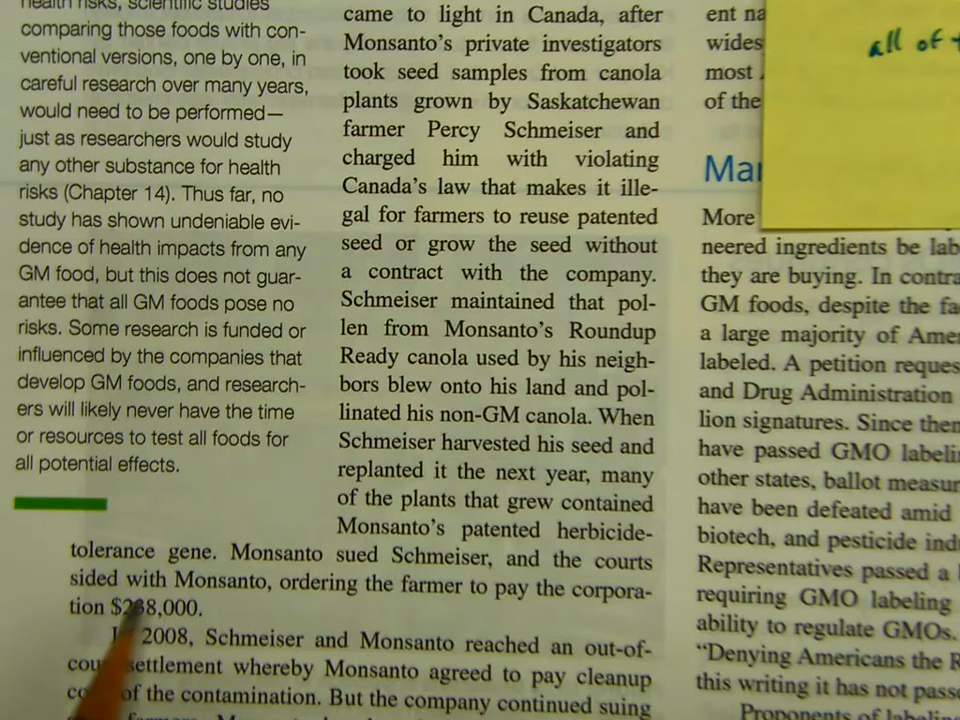 health risks, scientific studies
comparing those foods with con-
ventional versions, one by one, in
careful research over many years,
would need to be performed—
just as researchers would study
any other substance for health
risks (Chapter 14). Thus far, no
study has shown undeniable evi-
dence of health impacts from any
GM food, but this does not guar-
antee that all GM foods pose no
risks. Some research is funded or
influenced by the companies that
develop GM foods, and research-
ers will likely never have the time
or resources to test all foods for
all potential effects.
came to light in Canada, after
Monsanto's private investigators
took seed samples from canola
plants grown by Saskatchewan
farmer Percy Schmeiser and
charged him with violating
Canada's law that makes it ille-
gal for farmers to reuse patented
seed or grow the seed without
a contract with the company.
Schmeiser maintained that pol-
len from Monsanto's Roundup
Ready canola used by his neigh-
bors blew onto his land and pol-
linated his non-GM canola. When
Schmeiser harvested his seed and
replanted it the next year, many
of the plants that grew contained
Monsanto's patented herbicide-
tolerance gene. Monsanto sued Schmeiser, and the courts
sided with Monsanto, ordering the farmer to pay the corpora-
tion $238,000.
2008, Schmeiser and Monsanto reached an out-of-
settlement whereby Monsanto agreed to pay cleanup
of the contamination. But the company continued suing
ent
wides
most
of the
all of
More
neered ingredients be
they are buying. In
GM foods, despite the
a large majority of
labeled. A petition
and Drug Administration
lion signatures. Since then
have passed GMO
other states, ballot
have been defeated amid
biotech, and pesticide
Representatives passed a
requiring GMO labeling
ability to regulate GMOs.
"Denying Americans the
this writing it has not
Proponents of